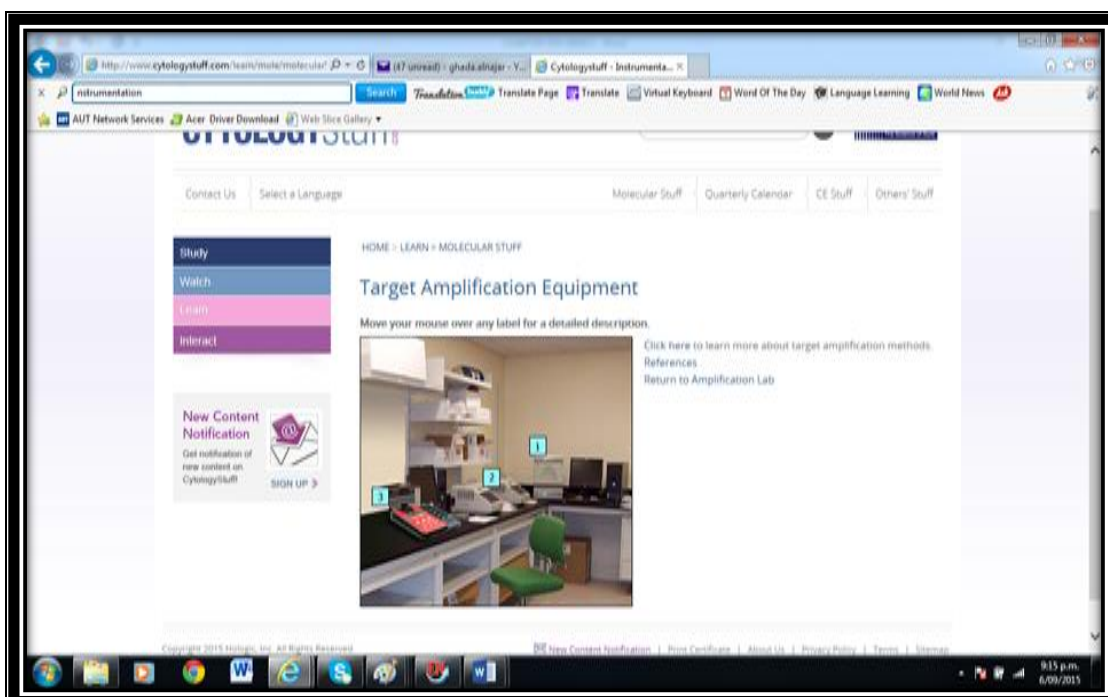 http://www.cytologystuff.com/learn/mole/molecular/
(47 unread) - ghada.alnajar - Y...
Cytologystuff - Instrumenta... ×
nstrumentation
Search
Translate Page
Translate
Virtual Keyboard
Word Of The Day
Language Learning
World News
AUT Network Services
Acer Driver Download
Web Slice Gallery
CYTOLOGYStuff
Contact Us
Select a Language
Molecular Stuff
Quarterly Calendar
CE Stuff
Others' Stuff
Study
Watch
Learn
Interact
HOME > LEARN > MOLECULAR STUFF
Target Amplification Equipment
Move your mouse over any label for a detailed description.
Click here to learn more about target amplification methods.
References
Return to Amplification Lab
1
2
3
New Content
Notification
Get notification of
new content on
CytologyStuff!
SIGN UP >
Copyright 2015 Hologic, Inc. All Rights Reserved
New Content Notification | Print Certificate | About Us | Privacy Policy | Terms | Sitemap
9:15 p.m.
6/09/2015